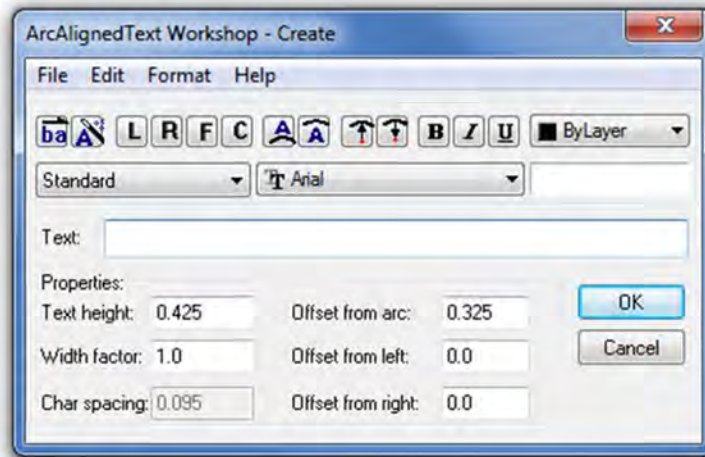 ArcAlignedText Workshop - Create
File Edit Format Help
ba A L R F C A A B I U ByLayer
Standard Arial
Text:
Properties:
Text height: 0.425 Offset from arc: 0.325 OK
Width factor: 1.0 Offset from left: 0.0 Cancel
Char spacing: 0.095 Offset from right: 0.0